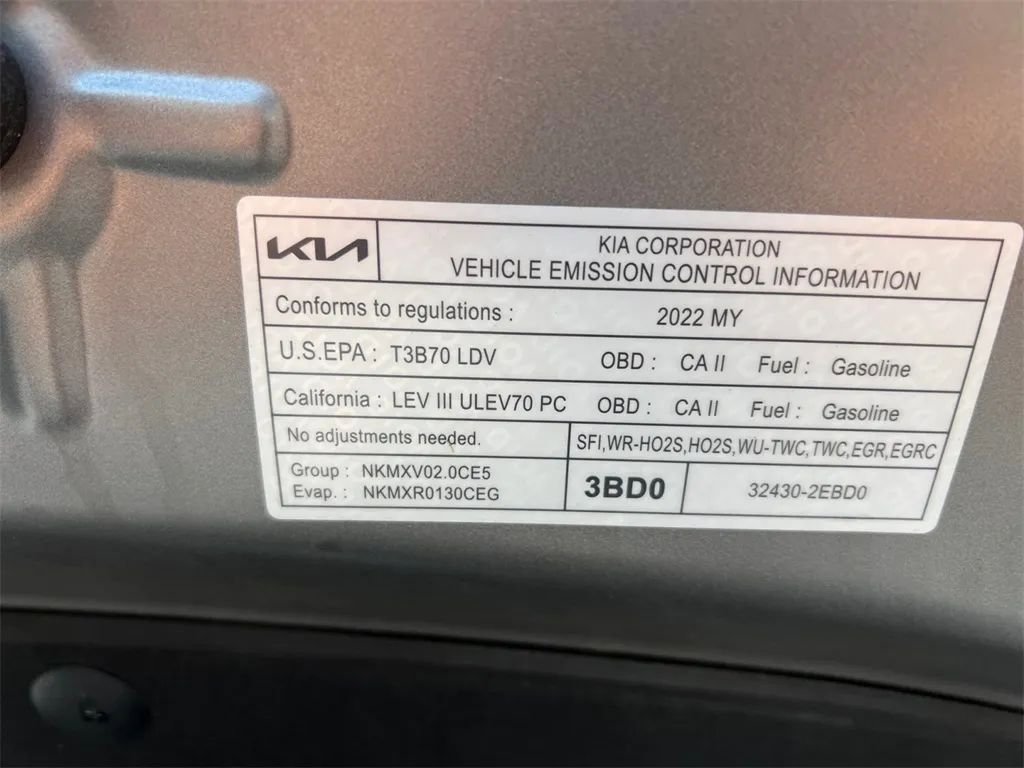 KIA
KIA CORPORATION
VEHICLE EMISSION CONTROL INFORMATION
Conforms to regulations : 2022 MY
U.S.EPA : T3B70 LDV OBD : CA II Fuel : Gasoline
California : LEV III ULEV70 PC OBD : CA II Fuel : Gasoline
No adjustments needed. SFI,WR-HO2S,HO2S,WU-TWC,TWC,EGR,EGRC
Group : NKMXV02.0CE5
Evap. : NKMXR0130CEG
3BD0 32430-2EBD0